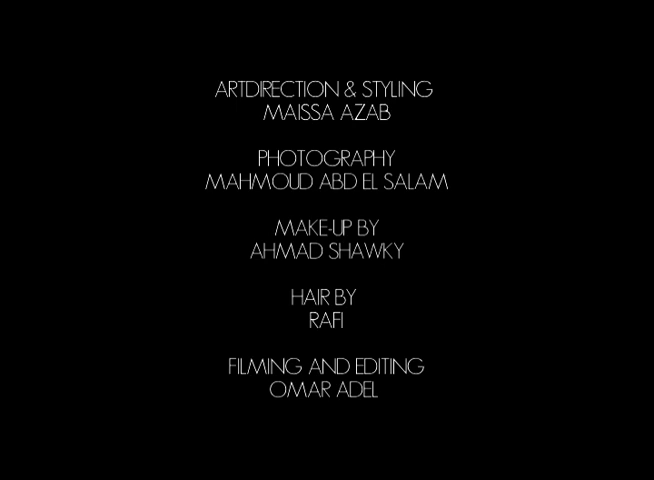 ARTDIRECTION & STYLING
MAISSA AZAB
PHOTOGRAPHY
MAHMOUD ABD EL SALAM
MAKE-UP BY
AHMAD SHAWKY
HAIR BY
RAFI
FILMING AND EDITING
OMAR ADEL